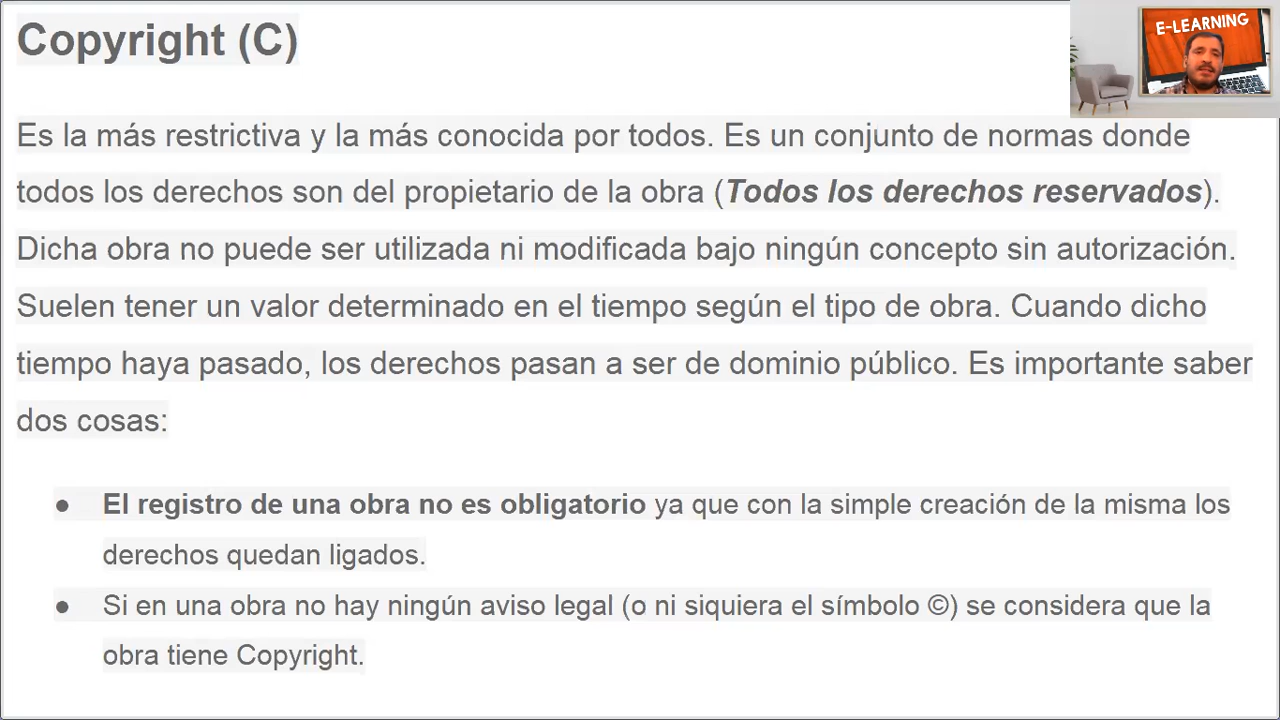 Copyright (C)
E-LEARNING
Es la más restrictiva y la más conocida por todos. Es un conjunto de normas donde
todos los derechos son del propietario de la obra (Todos los derechos reservados).
Dicha obra no puede ser utilizada ni modificada bajo ningún concepto sin autorización.
Suelen tener un valor determinado en el tiempo según el tipo de obra. Cuando dicho
tiempo haya pasado, los derechos pasan a ser de dominio público. Es importante saber
dos cosas:
● El registro de una obra no es obligatorio ya que con la simple creación de la misma los
derechos quedan ligados.
● Si en una obra no hay ningún aviso legal (o ni siquiera el símbolo ©) se considera que la
obra tiene Copyright.